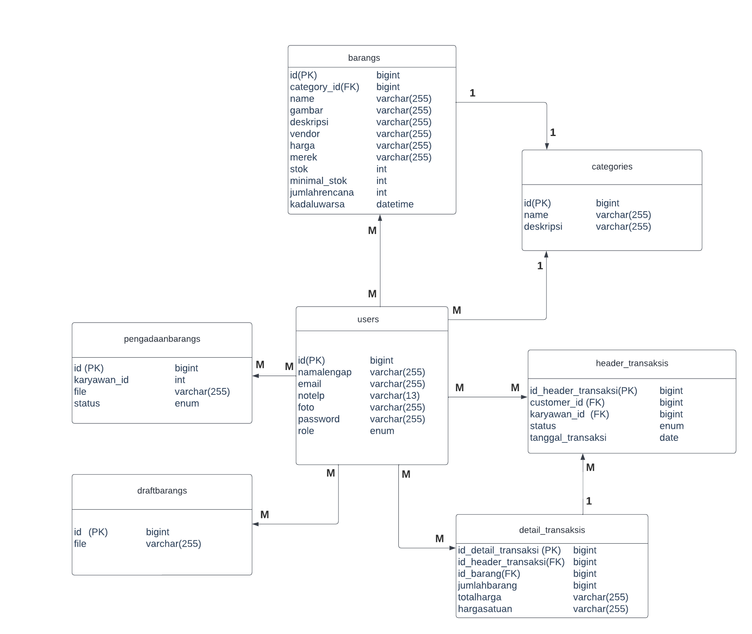 barangs
id(PK) bigint
category_id(FK) bigint
name varchar(255)
gambar varchar(255)
deskripsi varchar(255)
vendor varchar(255)
harga varchar(255)
merek varchar(255)
stok int
minimal_stok int
jumlahrencana int
kadaluwarsa datetime
1
1
categories
id(PK) bigint
name varchar(255)
deskripsi varchar(255)
M
M
1
M
users
id(PK) bigint
namalengap varchar(255)
email varchar(255)
notelp varchar(13)
foto varchar(255)
password varchar(255)
role enum
pengadaanbarangs
id (PK) bigint
karyawan_id int
file varchar(255)
status enum
M M
M M
header_transaksis
id_header_transaksi(PK) bigint
customer_id (FK) bigint
karyawan_id (FK) bigint
status enum
tanggal_transaksi date
draftbarangs
id (PK) bigint
file varchar(255)
M
M
M
M
M
1
detail_transaksis
id_detail_transaksi (PK) bigint
id_header_transaksi(FK) bigint
id_barang(FK) bigint
jumlahbarang bigint
totalharga varchar(255)
hargasatuan varchar(255)